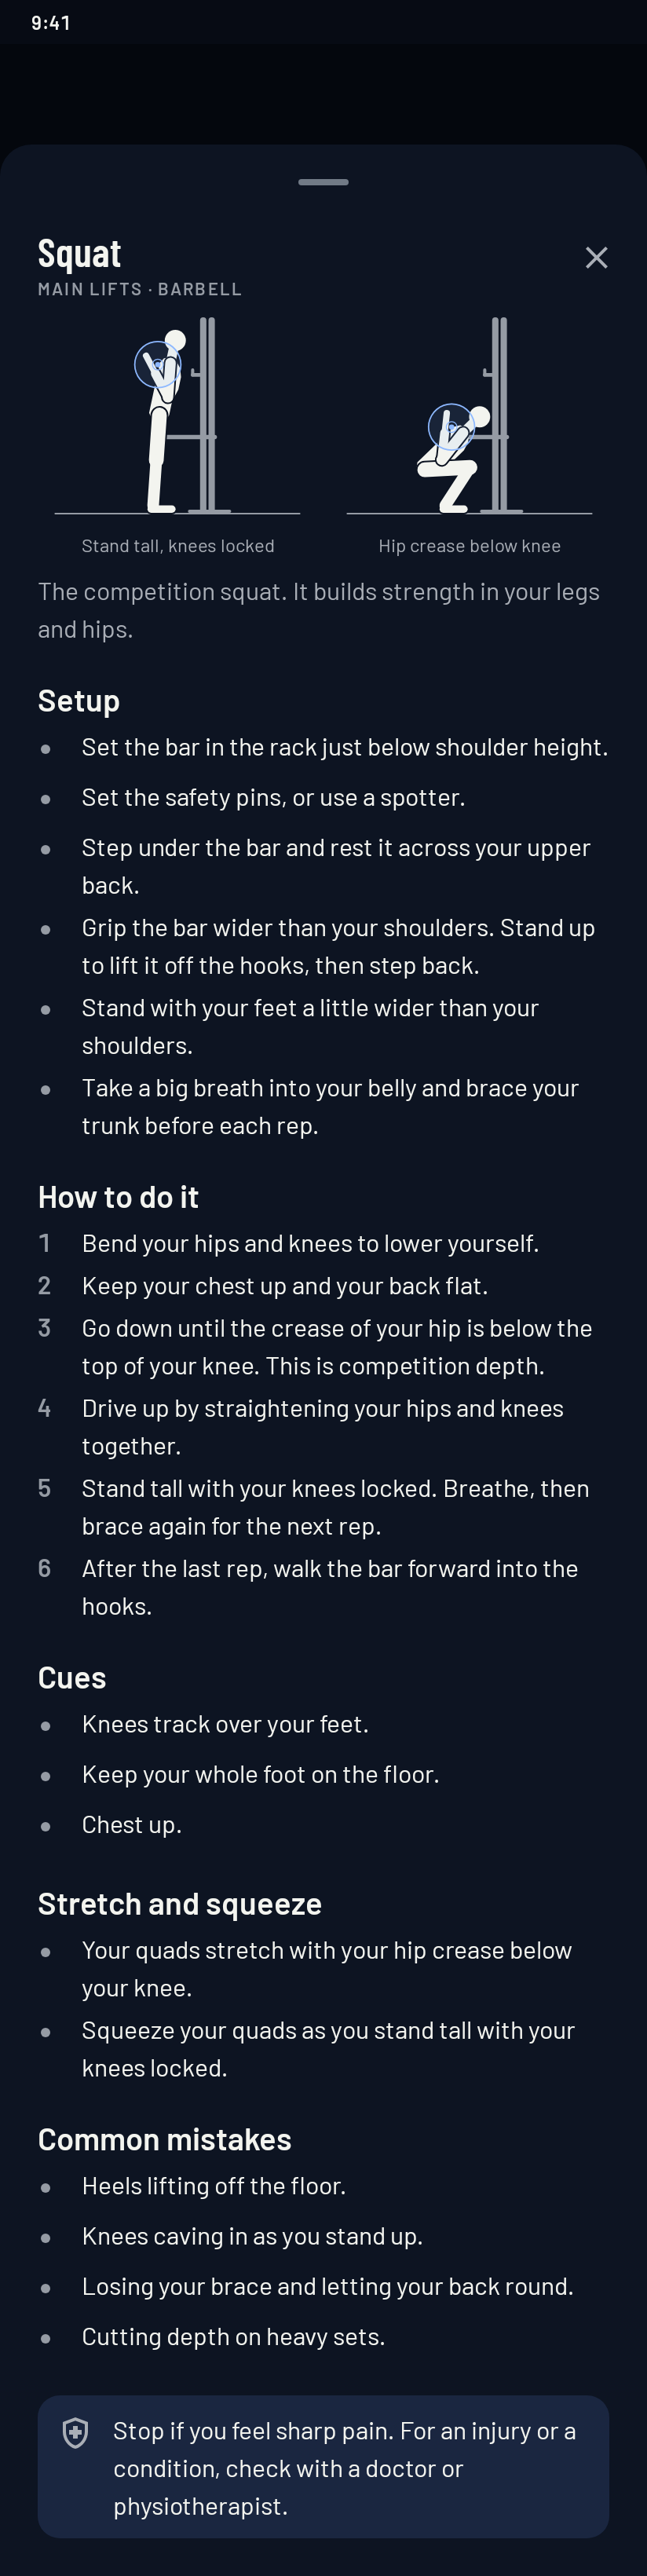 9:41
Squat
MAIN LIFTS · BARBELL
Stand tall, knees locked
Hip crease below knee
The competition squat. It builds strength in your legs
and hips.
Setup
• Set the bar in the rack just below shoulder height.
• Set the safety pins, or use a spotter.
• Step under the bar and rest it across your upper
back.
• Grip the bar wider than your shoulders. Stand up
to lift it off the hooks, then step back.
• Stand with your feet a little wider than your
shoulders.
• Take a big breath into your belly and brace your
trunk before each rep.
How to do it
1 Bend your hips and knees to lower yourself.
2 Keep your chest up and your back flat.
3 Go down until the crease of your hip is below the
top of your knee. This is competition depth.
4 Drive up by straightening your hips and knees
together.
5 Stand tall with your knees locked. Breathe, then
brace again for the next rep.
6 After the last rep, walk the bar forward into the
hooks.
Cues
• Knees track over your feet.
• Keep your whole foot on the floor.
• Chest up.
Stretch and squeeze
• Your quads stretch with your hip crease below
your knee.
• Squeeze your quads as you stand tall with your
knees locked.
Common mistakes
• Heels lifting off the floor.
• Knees caving in as you stand up.
• Losing your brace and letting your back round.
• Cutting depth on heavy sets.
Stop if you feel sharp pain. For an injury or a
condition, check with a doctor or
physiotherapist.